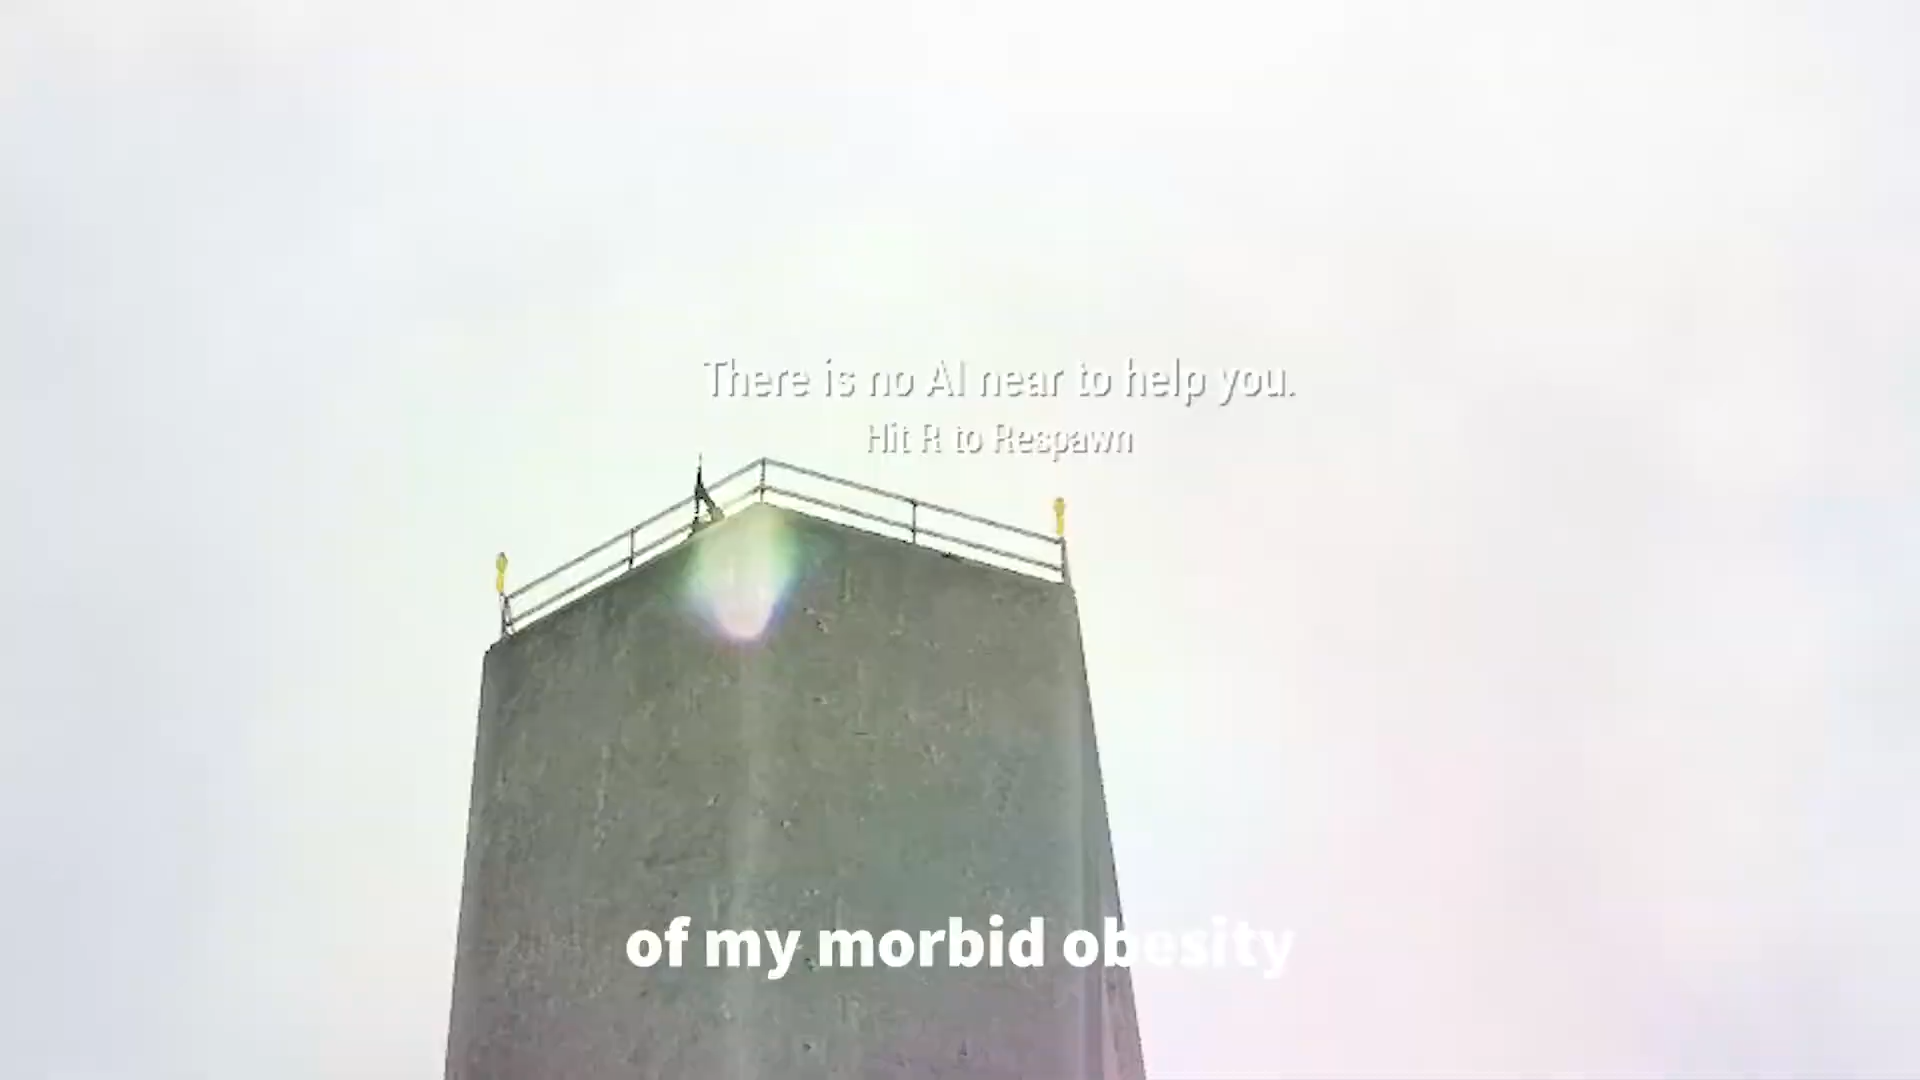 There is no AI near to help you.
Hit R to Respawn
of my morbid obesity